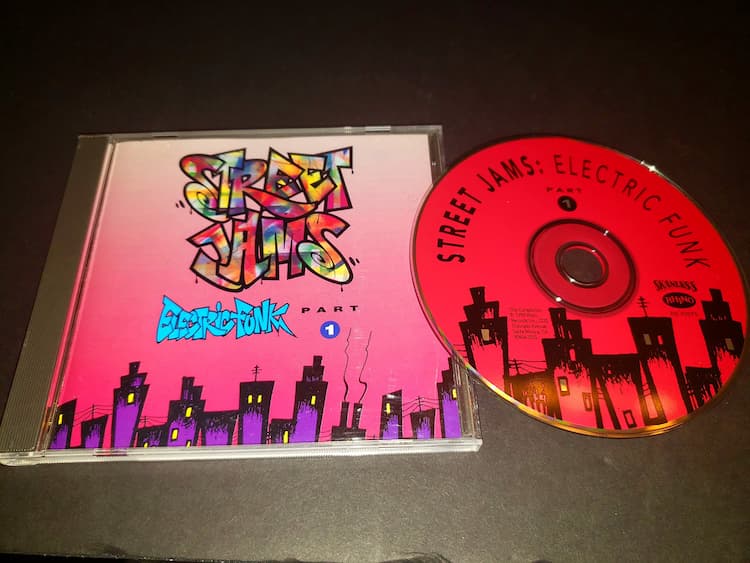 STREET
JAMS
ELECTRIC FUNK
PART
1
STREET JAMS: ELECTRIC FUNK
PART
1
RHINO